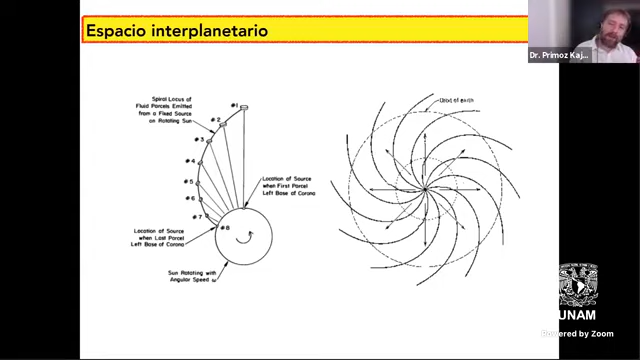 Espacio interplanetario
Dr. Primoz Kaj...
Spiral Locus of
Fluid Parcels Emitted
from a Fixed Source
on Rotating Sun
#1
#2
#3
#4
#5
#6
#7
#8
Location of Source
when First Parcel
Left Base of Corona
Location of Source
when Last Parcel
Left Base of Corona
Sun Rotating with
Angular Speed ω
Orbit of earth
UNAM
Powered by Zoom